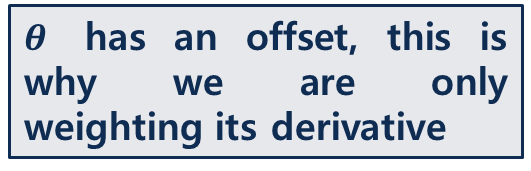 θ has an offset, this is
why we are only
weighting its derivative